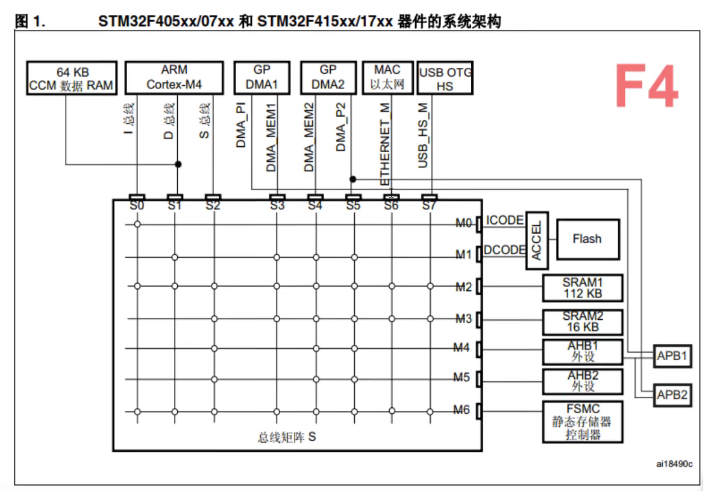 图 1. STM32F405xx/07xx 和 STM32F415xx/17xx 器件的系统架构
F4
64 KB
CCM 数据 RAM
ARM
Cortex-M4
GP
DMA1
GP
DMA2
MAC
以太网
USB OTG
HS
I 总线
D 总线
S 总线
DMA_PI
DMA_MEM1
DMA_MEM2
DMA_P2
ETHERNET_M
USB_HS_M
S0 S1 S2 S3 S4 S5 S6 S7
M0 ICODE
M1 DCODE
ACCEL
Flash
M2
SRAM1
112 KB
M3
SRAM2
16 KB
M4
AHB1
外设
APB1
M5
AHB2
外设
APB2
M6
FSMC
静态存储器
控制器
总线矩阵 S
ai18490c